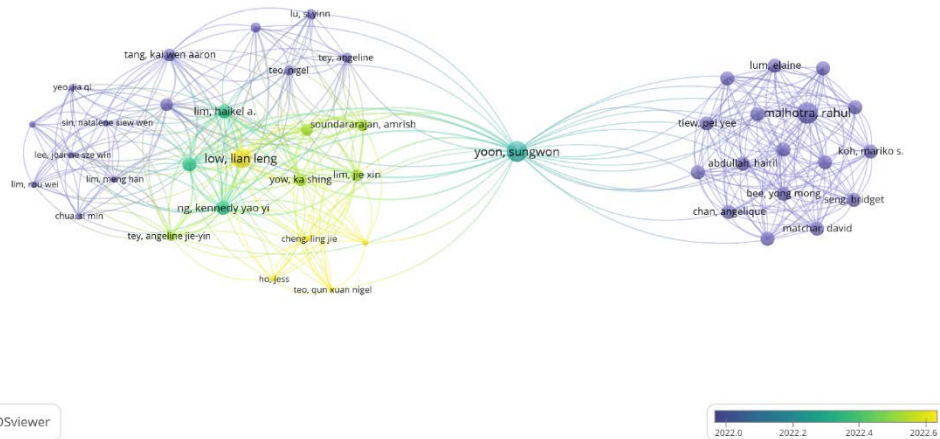 lu, si yinn
tang, kai wen aaron
tey, angeline
teo, nigel
yeo, jia qi
lim, haikel a.
sin, natalene siew wen
soundararajan, amrish
lee, joanne sze win
low, lian leng
lim, rou wei
lim, meng han
yow, ka shing
lim, jie xin
chua, si min
ng, kennedy yao yi
tey, angeline jie-yin
cheng, ling jie
ho, jess
teo, qun xuan nigel
yoon, sungwon
lum, elaine
malhotra, rahul
tiew, pei yee
koh, mariko s.
abdullah, hairil
bee, yong mong
seng, bridget
chan, angelique
matchar, david
OSviewer
2022.0 2022.2 2022.4 2022.6